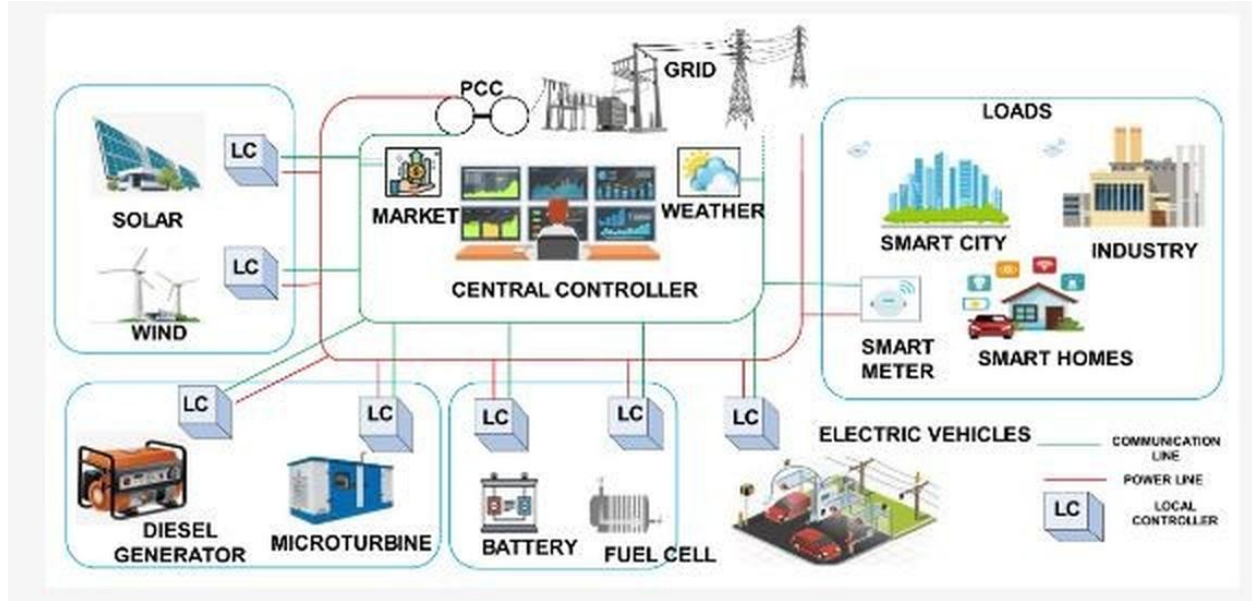 PCC
GRID
LOADS
LC
SOLAR
MARKET
WEATHER
SMART CITY
INDUSTRY
LC
WIND
CENTRAL CONTROLLER
SMART
METER
SMART HOMES
LC
LC
LC
LC
LC
DIESEL
GENERATOR
MICROTURBINE
BATTERY
FUEL CELL
ELECTRIC VEHICLES
COMMUNICATION
LINE
POWER LINE
LC
LOCAL
CONTROLLER